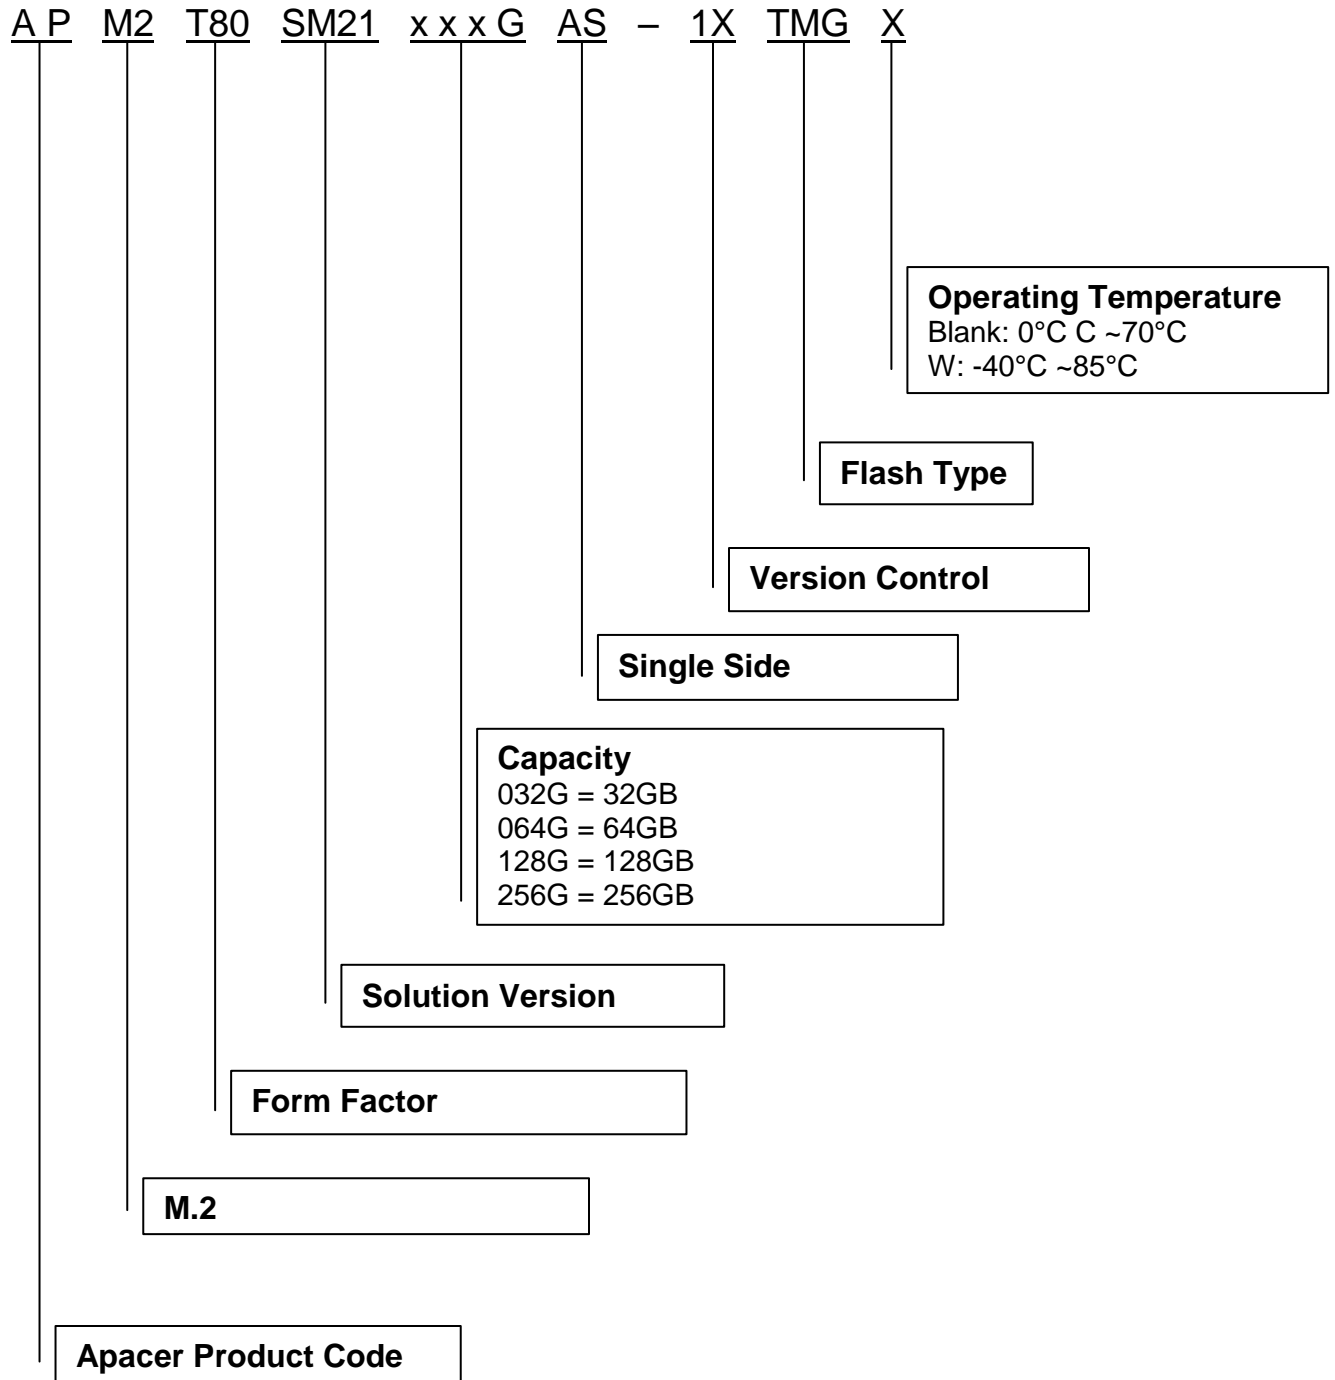 A P M2 T80 SM21 x x x G AS – 1X TMG X
Operating Temperature
Blank: 0°C C ~70°C
W: -40°C ~85°C
Flash Type
Version Control
Single Side
Capacity
032G = 32GB
064G = 64GB
128G = 128GB
256G = 256GB
Solution Version
Form Factor
M.2
Apacer Product Code